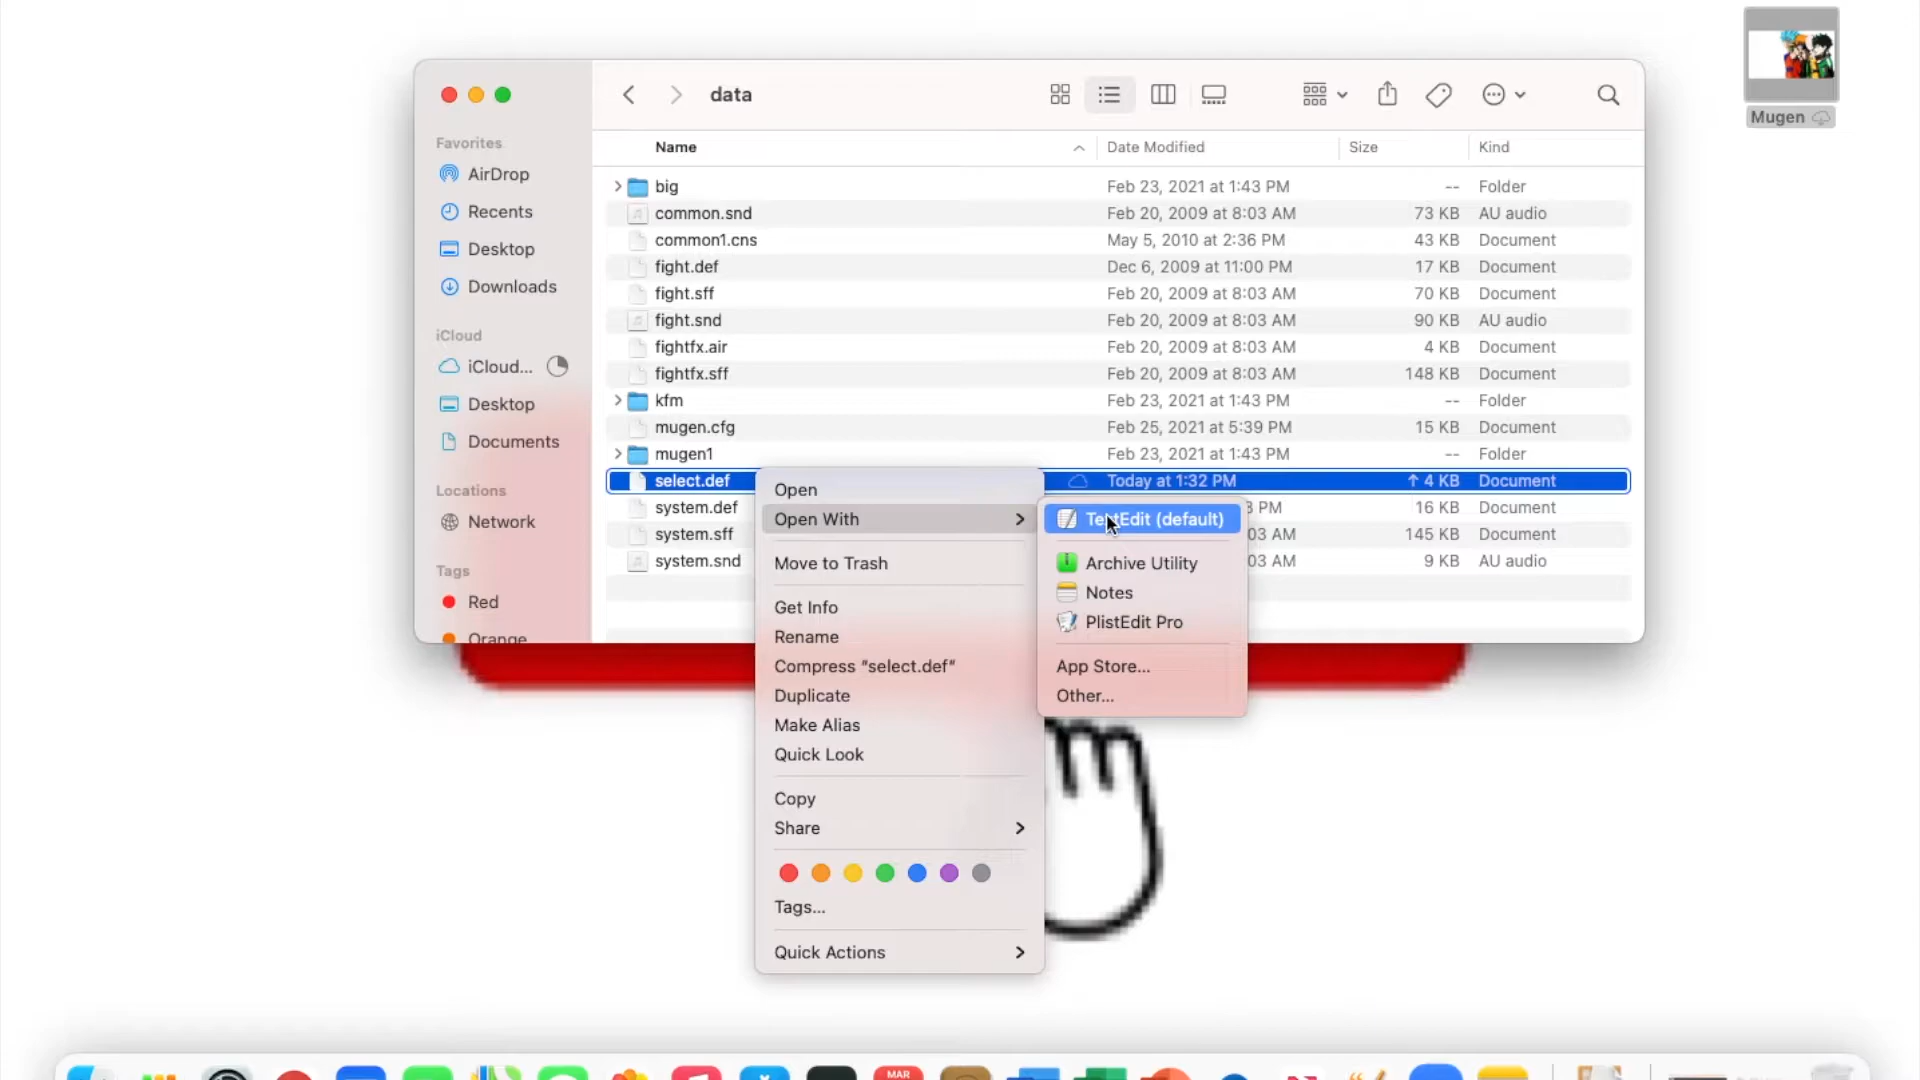 Mugen
data
Favorites
AirDrop
Recents
Desktop
Downloads
iCloud
iCloud...
Desktop
Documents
Locations
Network
Tags
Red
Orange
Name Date Modified Size Kind
big Feb 23, 2021 at 1:43 PM -- Folder
common.snd Feb 20, 2009 at 8:03 AM 73 KB AU audio
common1.cns May 5, 2010 at 2:36 PM 43 KB Document
fight.def Dec 6, 2009 at 11:00 PM 17 KB Document
fight.sff Feb 20, 2009 at 8:03 AM 70 KB Document
fight.snd Feb 20, 2009 at 8:03 AM 90 KB AU audio
fightfx.air Feb 20, 2009 at 8:03 AM 4 KB Document
fightfx.sff Feb 20, 2009 at 8:03 AM 148 KB Document
kfm Feb 23, 2021 at 1:43 PM -- Folder
mugen.cfg Feb 25, 2021 at 5:39 PM 15 KB Document
mugen1 Feb 23, 2021 at 1:43 PM -- Folder
select.def Today at 1:32 PM ↑ 4 KB Document
system.def 3 PM 16 KB Document
system.sff 03 AM 145 KB Document
system.snd 03 AM 9 KB AU audio
Open
Open With
Move to Trash
Get Info
Rename
Compress “select.def”
Duplicate
Make Alias
Quick Look
Copy
Share
Tags...
Quick Actions
TextEdit (default)
Archive Utility
Notes
PlistEdit Pro
App Store...
Other...
MAR